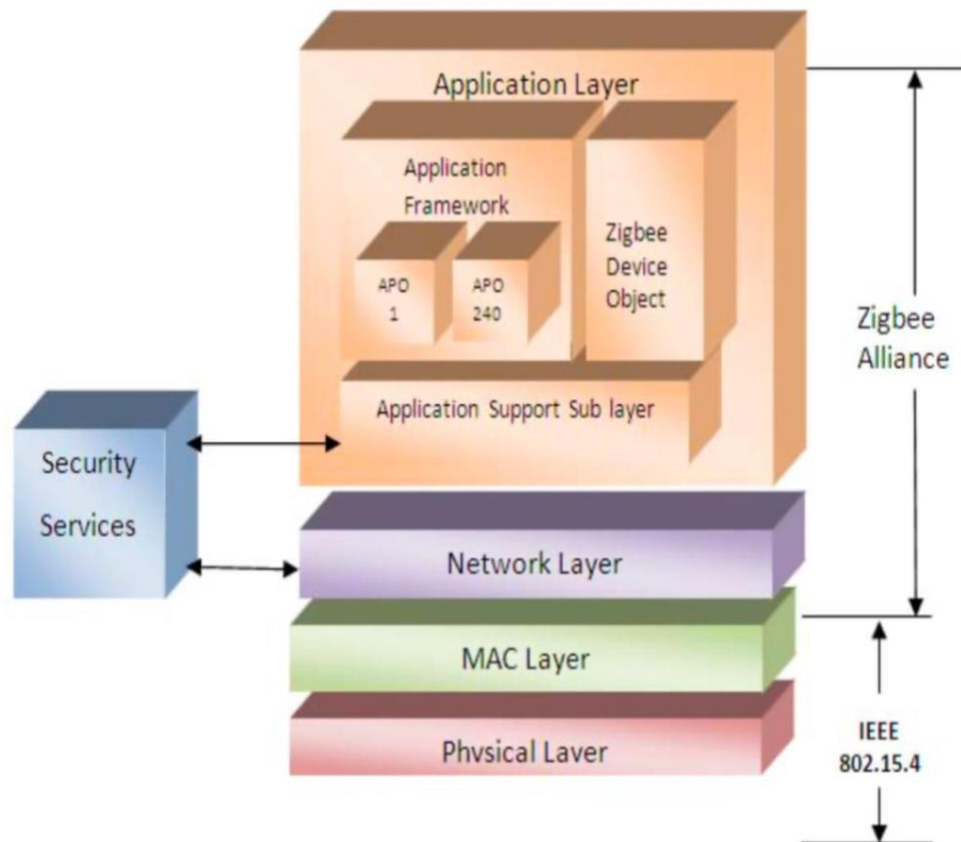 Application Layer
Application
Framework
APO
1
APO
240
Zigbee
Device
Object
Application Support Sub layer
Security
Services
Network Layer
MAC Layer
Phvsical Laver
Zigbee
Alliance
IEEE
802.15.4